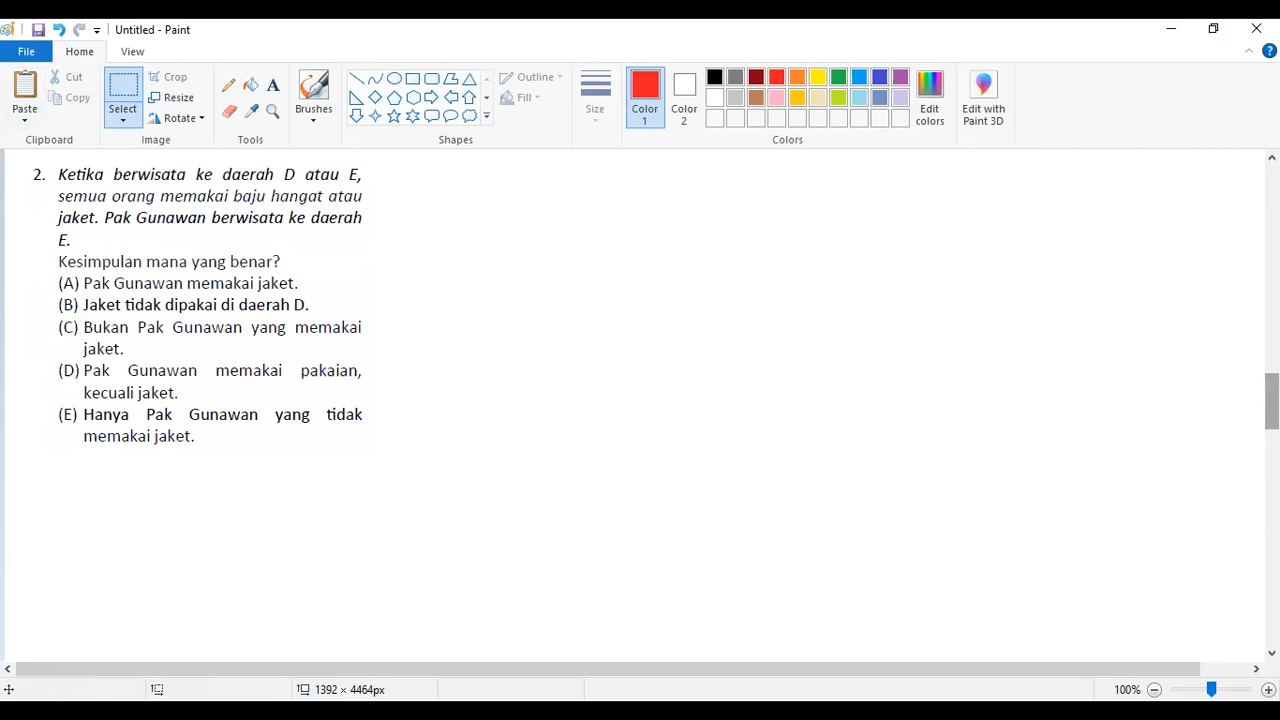 Untitled - Paint
File Home View
Paste
Cut
Copy
Clipboard
Select
Crop
Resize
Rotate
Image
Tools
Brushes
Shapes
Outline
Fill
Size
Color 1
Color 2
Edit colors
Edit with Paint 3D
Colors
2. Ketika berwisata ke daerah D atau E,
semua orang memakai baju hangat atau
jaket. Pak Gunawan berwisata ke daerah
E.
Kesimpulan mana yang benar?
(A) Pak Gunawan memakai jaket.
(B) Jaket tidak dipakai di daerah D.
(C) Bukan Pak Gunawan yang memakai
jaket.
(D) Pak Gunawan memakai pakaian,
kecuali jaket.
(E) Hanya Pak Gunawan yang tidak
memakai jaket.
1392 × 4464px
100%